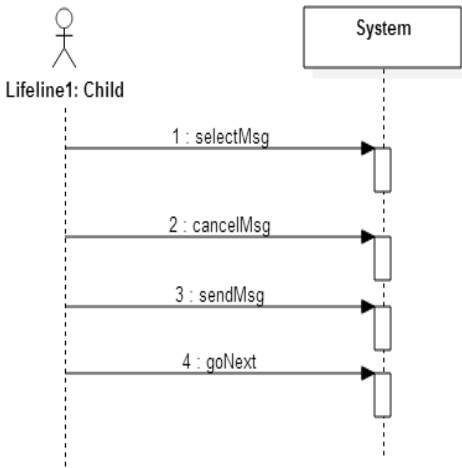 System
Lifeline1: Child
1 : selectMsg
2 : cancelMsg
3 : sendMsg
4 : goNext